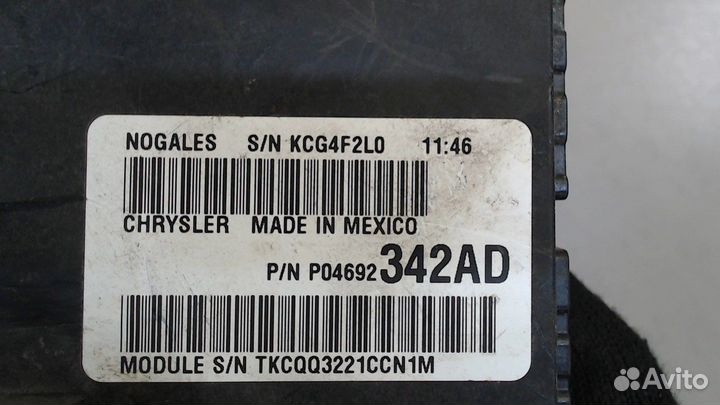 NOGALES S/N KCG4F2L0 11:46
CHRYSLER MADE IN MEXICO
P/N P04692342AD
MODULE S/N TKCQQ3221CCN1M
Avito